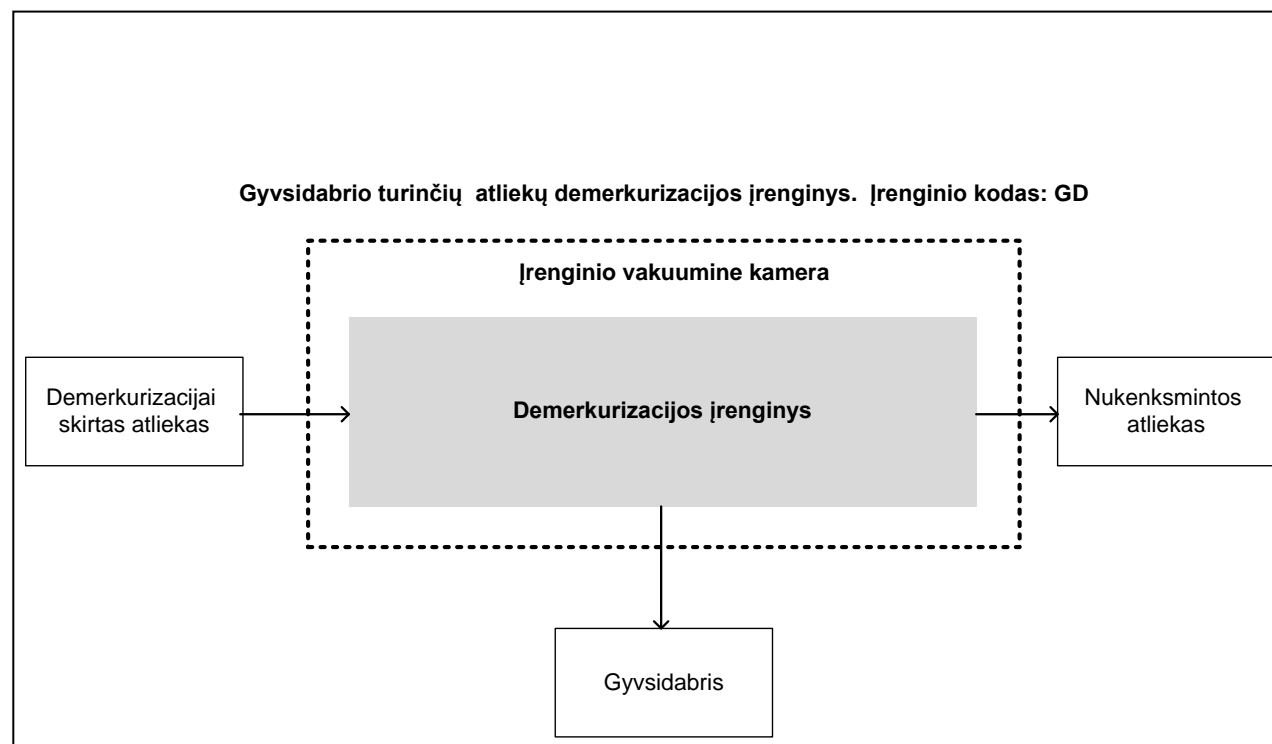 Gyvsidabrio turinčių  atliekų demerkurizacijos įrenginys.  Įrenginio kodas: GD
Įrenginio vakuumine kamera
Demerkurizacijai
skirtas atliekas
Demerkurizacijos įrenginys
Nukenksmintos
atliekas
Gyvsidabris